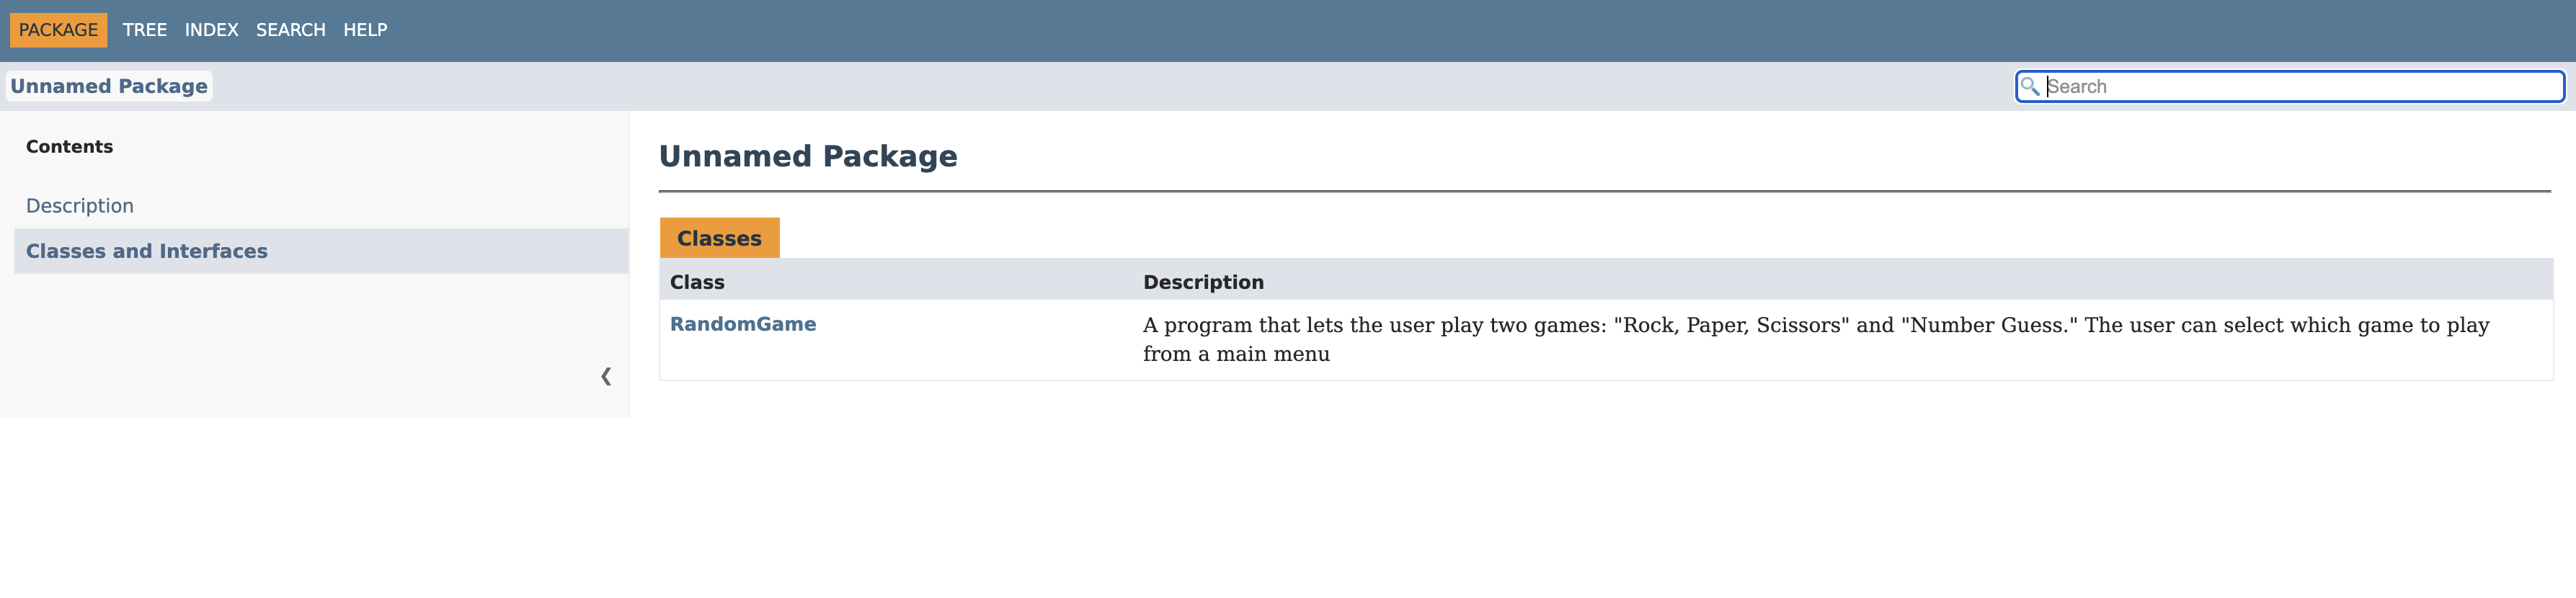 PACKAGE TREE INDEX SEARCH HELP
Unnamed Package
Search
Contents
Description
Classes and Interfaces
Unnamed Package
Classes
Class Description
RandomGame A program that lets the user play two games: "Rock, Paper, Scissors" and "Number Guess." The user can select which game to play
from a main menu